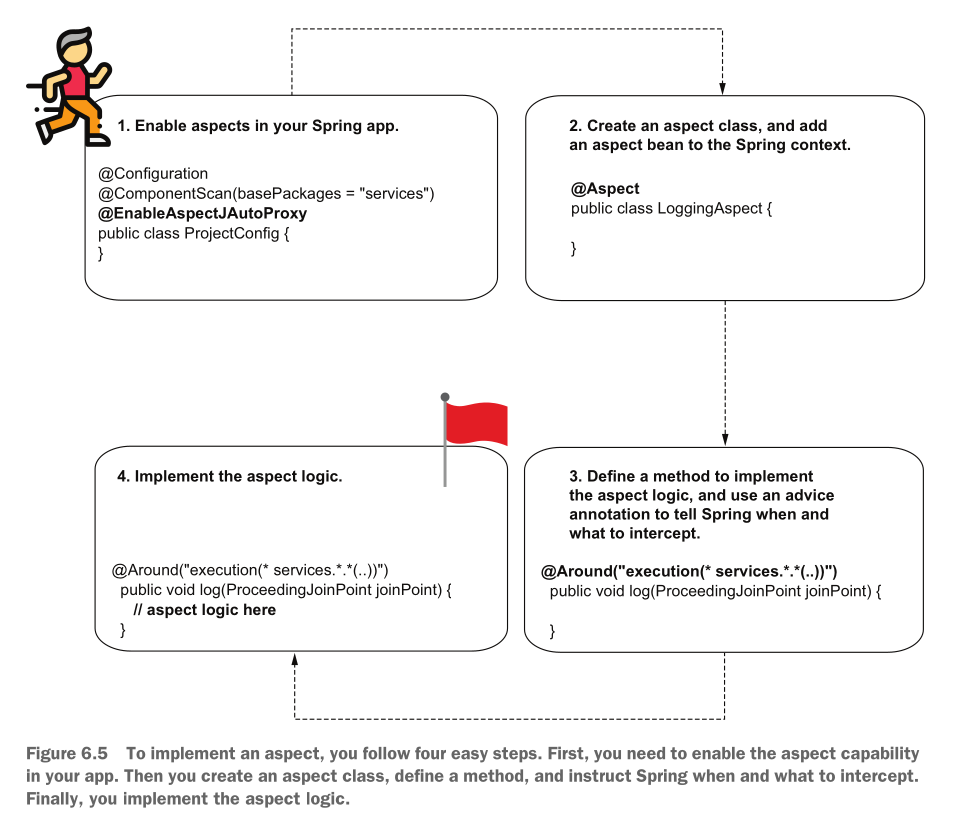 1. Enable aspects in your Spring app.
@Configuration
@ComponentScan(basePackages = "services")
@EnableAspectJAutoProxy
public class ProjectConfig {
}
2. Create an aspect class, and add
an aspect bean to the Spring context.
@Aspect
public class LoggingAspect {
}
3. Define a method to implement
the aspect logic, and use an advice
annotation to tell Spring when and
what to intercept.
@Around("execution(* services.*.*(..))")
public void log(ProceedingJoinPoint joinPoint) {
}
4. Implement the aspect logic.
@Around("execution(* services.*.*(..))")
public void log(ProceedingJoinPoint joinPoint) {
// aspect logic here
}
Figure 6.5 To implement an aspect, you follow four easy steps. First, you need to enable the aspect capability
in your app. Then you create an aspect class, define a method, and instruct Spring when and what to intercept.
Finally, you implement the aspect logic.